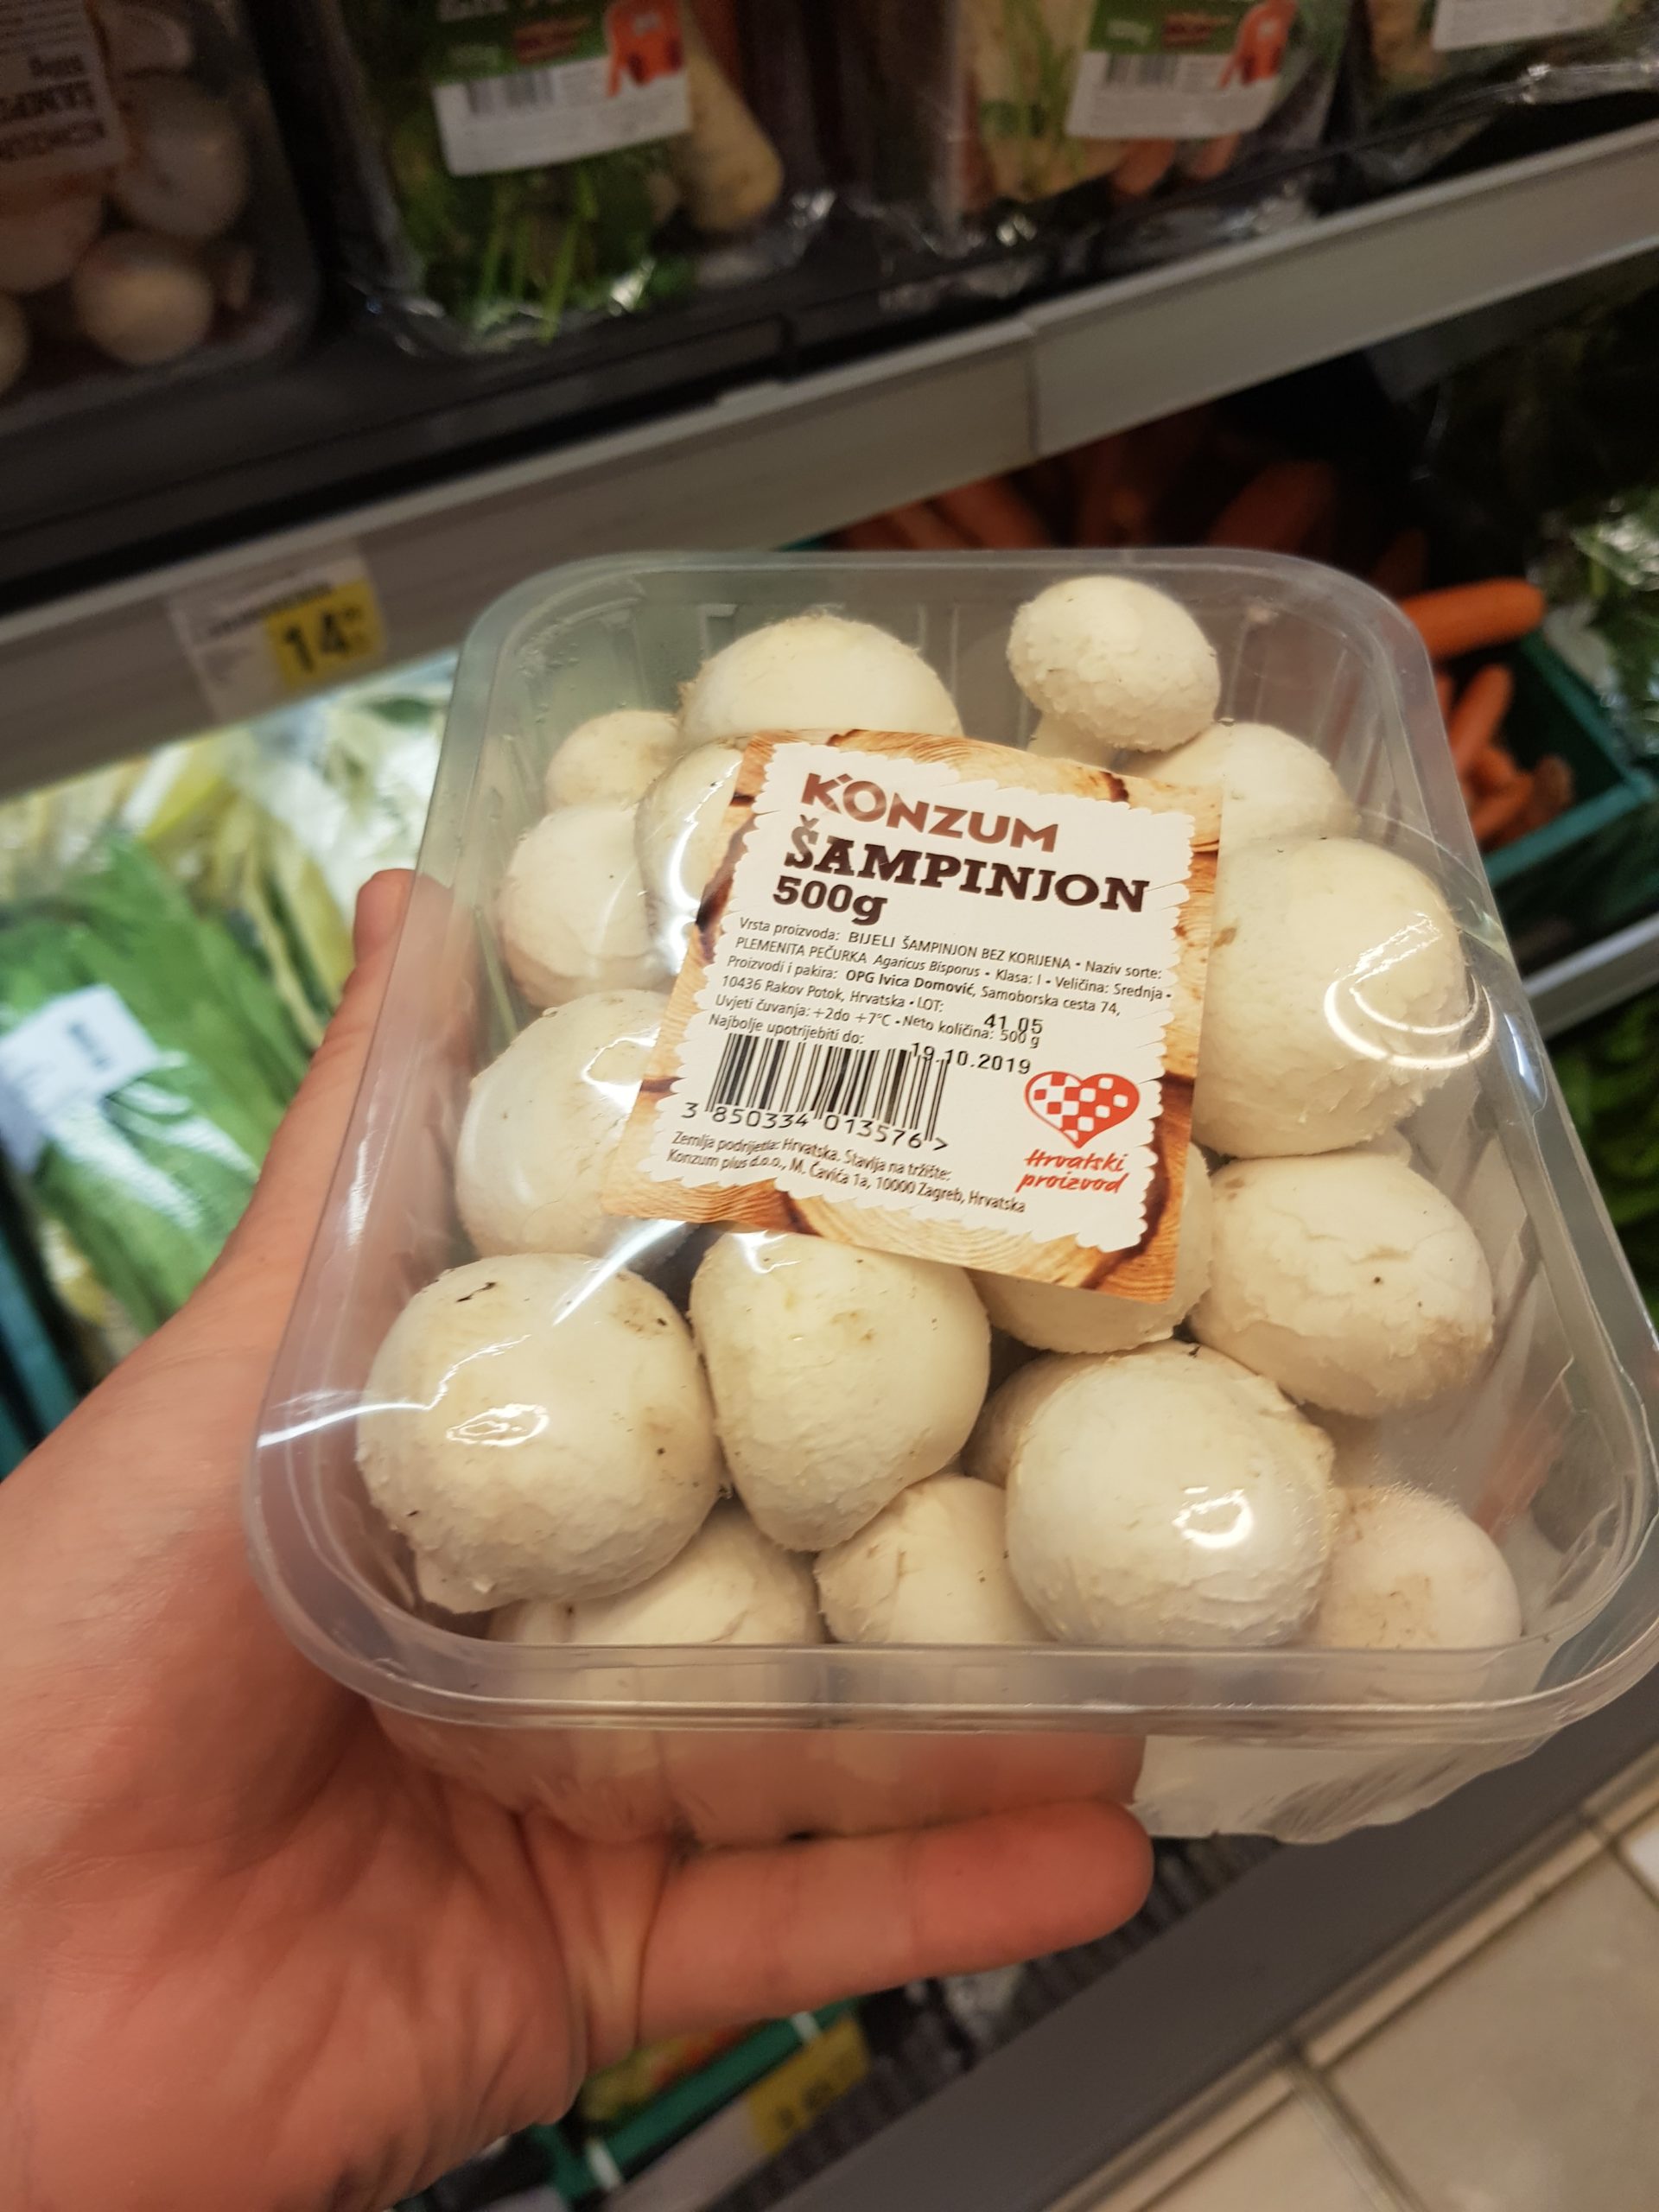 14
KONZUM
ŠAMPINJON
500g
Vrsta proizvoda: BIJELI ŠAMPINJON BEZ KORIJENA • Naziv sorte:
PLEMENITA PEČURKA Agaricus Bisporus • Klasa: I • Veličina: Srednja •
Proizvodi i pakira: OPG Ivica Domović, Samoborska cesta 74,
10436 Rakov Potok, Hrvatska • LOT: 41 05
Uvjeti čuvanja: +2do +7°C • Neto količina: 500 g
Najbolje upotrijebiti do: 19.10.2019
3 850334 013576 >
Hrvatski
proizvod
Zemlja podrijetla: Hrvatska. Stavlja na tržište:
Konzum plus d.o.o., M. Čavića 1a, 10000 Zagreb, Hrvatska